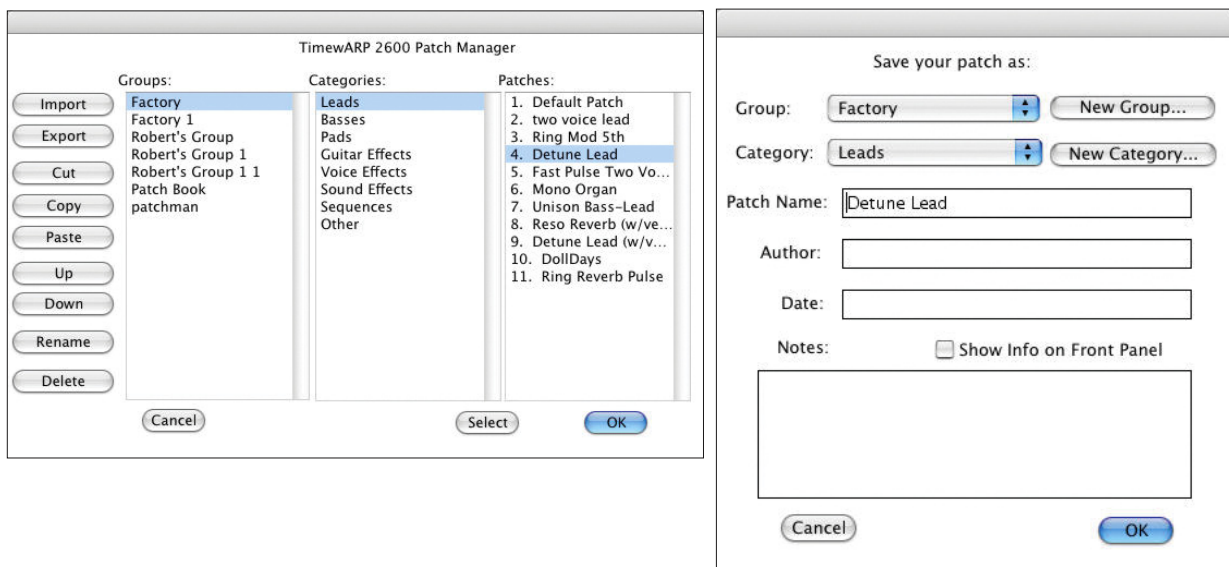 TimewARP 2600 Patch Manager
Groups:
Categories:
Patches:
Import
Export
Cut
Copy
Paste
Up
Down
Rename
Delete
Factory
Factory 1
Robert's Group
Robert's Group 1
Robert's Group 1 1
Patch Book
patchman
Leads
Basses
Pads
Guitar Effects
Voice Effects
Sound Effects
Sequences
Other
1. Default Patch
2. two voice lead
3. Ring Mod 5th
4. Detune Lead
5. Fast Pulse Two Vo...
6. Mono Organ
7. Unison Bass-Lead
8. Reso Reverb (w/ve...
9. Detune Lead (w/v...
10. DollDays
11. Ring Reverb Pulse
Cancel
Select
OK
Save your patch as:
Group: Factory New Group...
Category: Leads New Category...
Patch Name: Detune Lead
Author:
Date:
Notes: Show Info on Front Panel
Cancel
OK